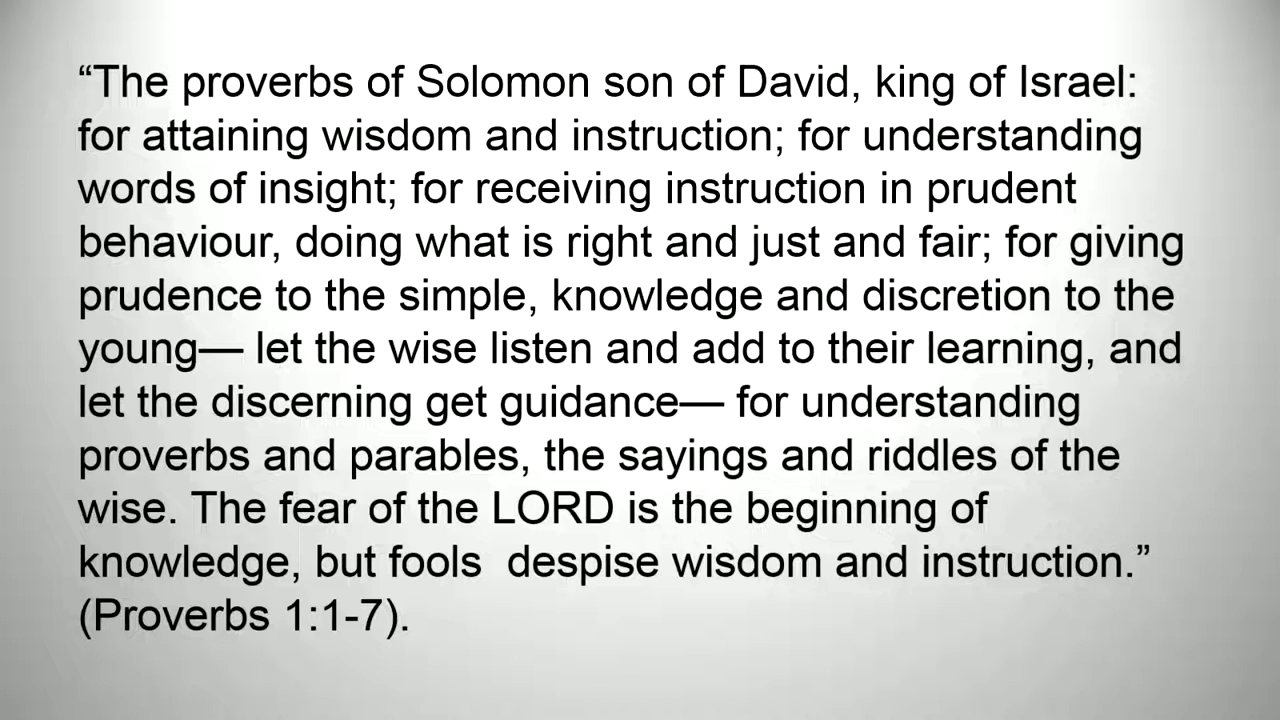 “The proverbs of Solomon son of David, king of Israel:
for attaining wisdom and instruction; for understanding
words of insight; for receiving instruction in prudent
behaviour, doing what is right and just and fair; for giving
prudence to the simple, knowledge and discretion to the
young— let the wise listen and add to their learning, and
let the discerning get guidance— for understanding
proverbs and parables, the sayings and riddles of the
wise. The fear of the LORD is the beginning of
knowledge, but fools  despise wisdom and instruction.”
(Proverbs 1:1-7).